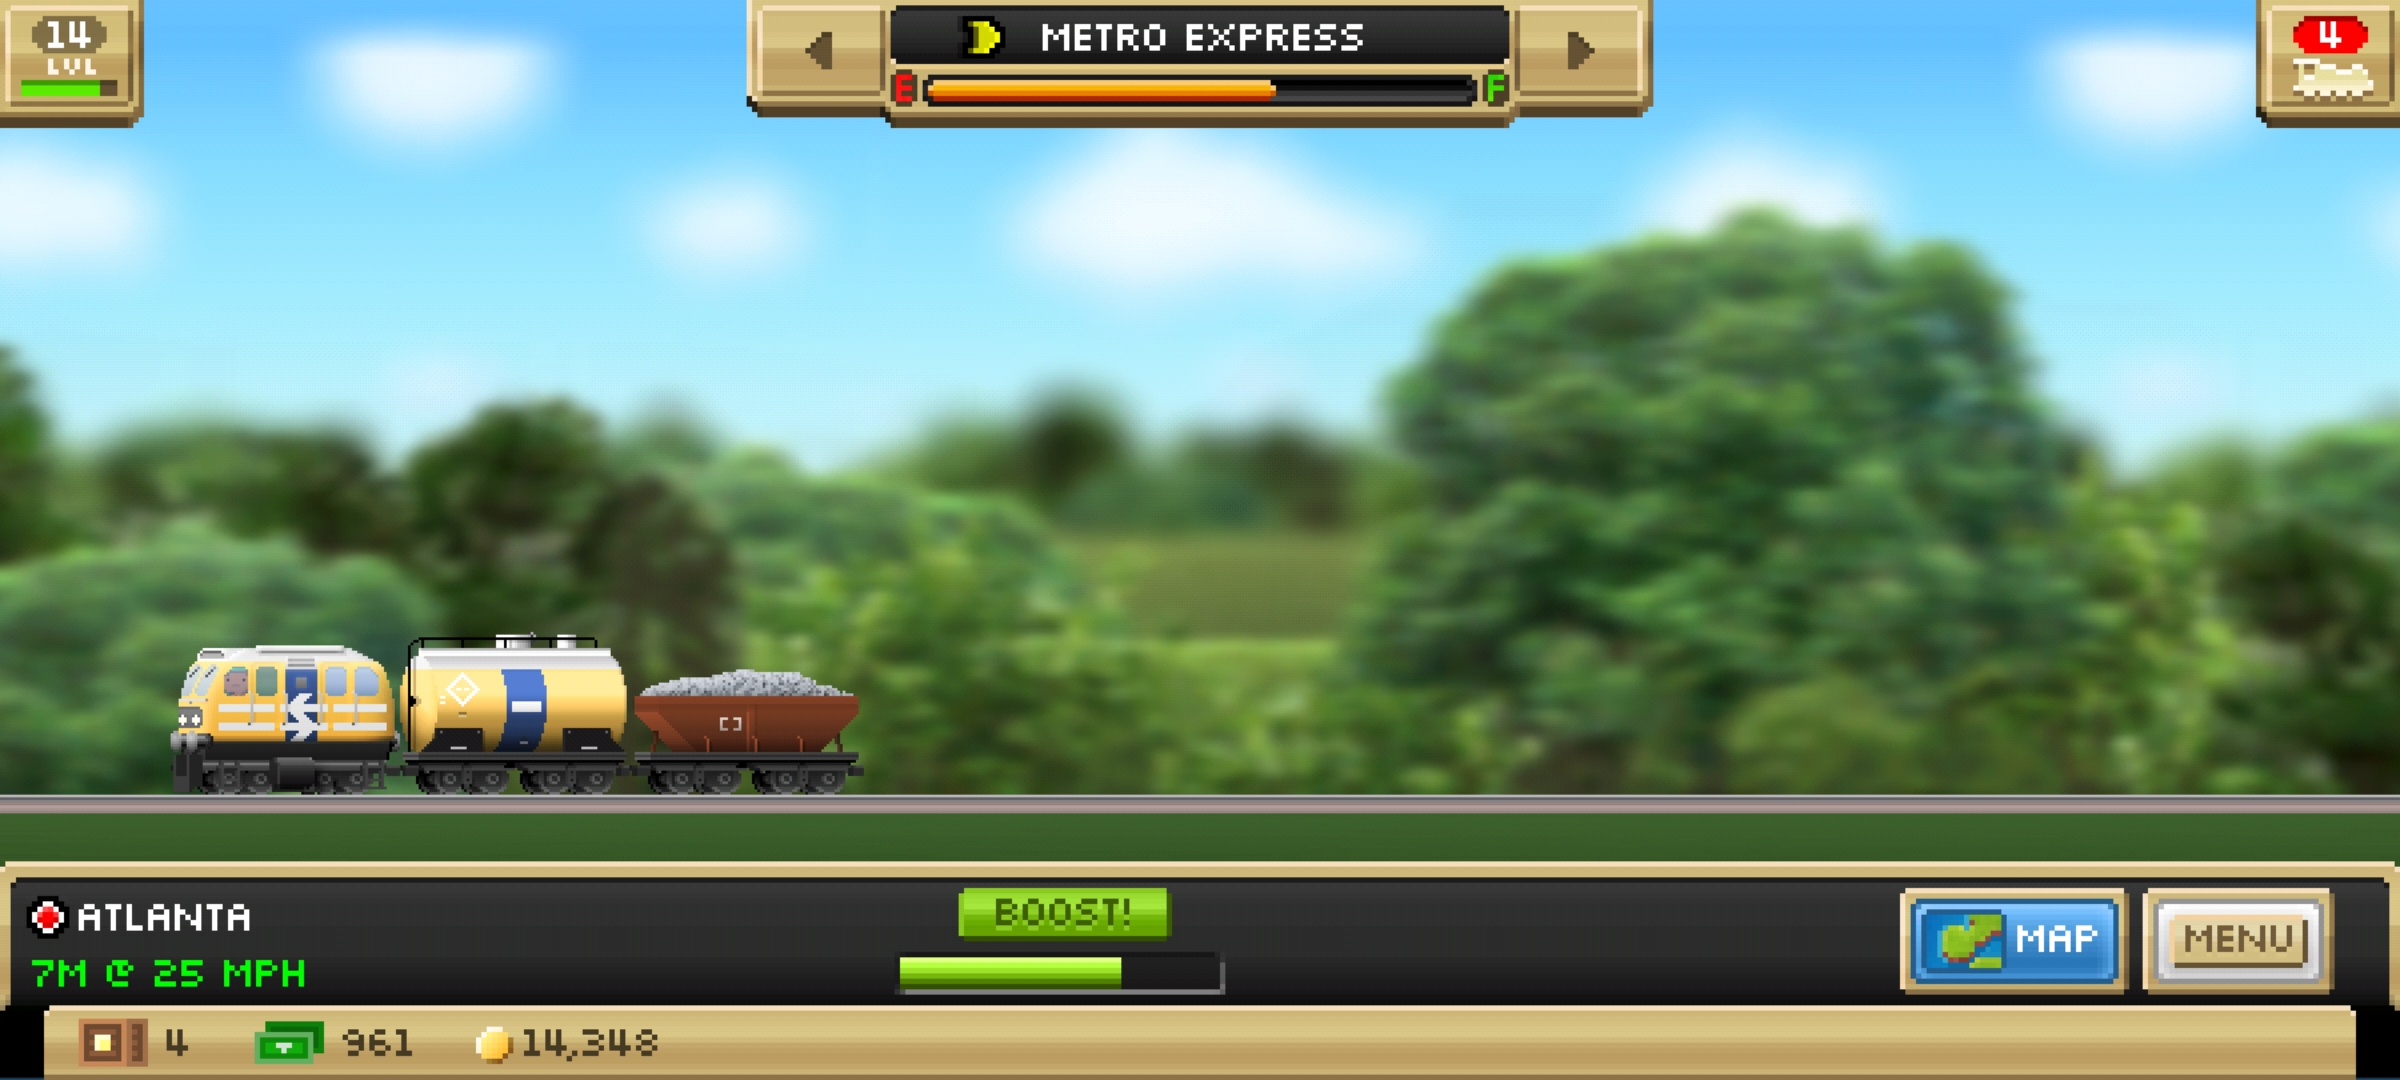 14
LVL
METRO EXPRESS
E F
4
ATLANTA
7M @ 25 MPH
BOOST!
MAP
MENU
4 961 14,348